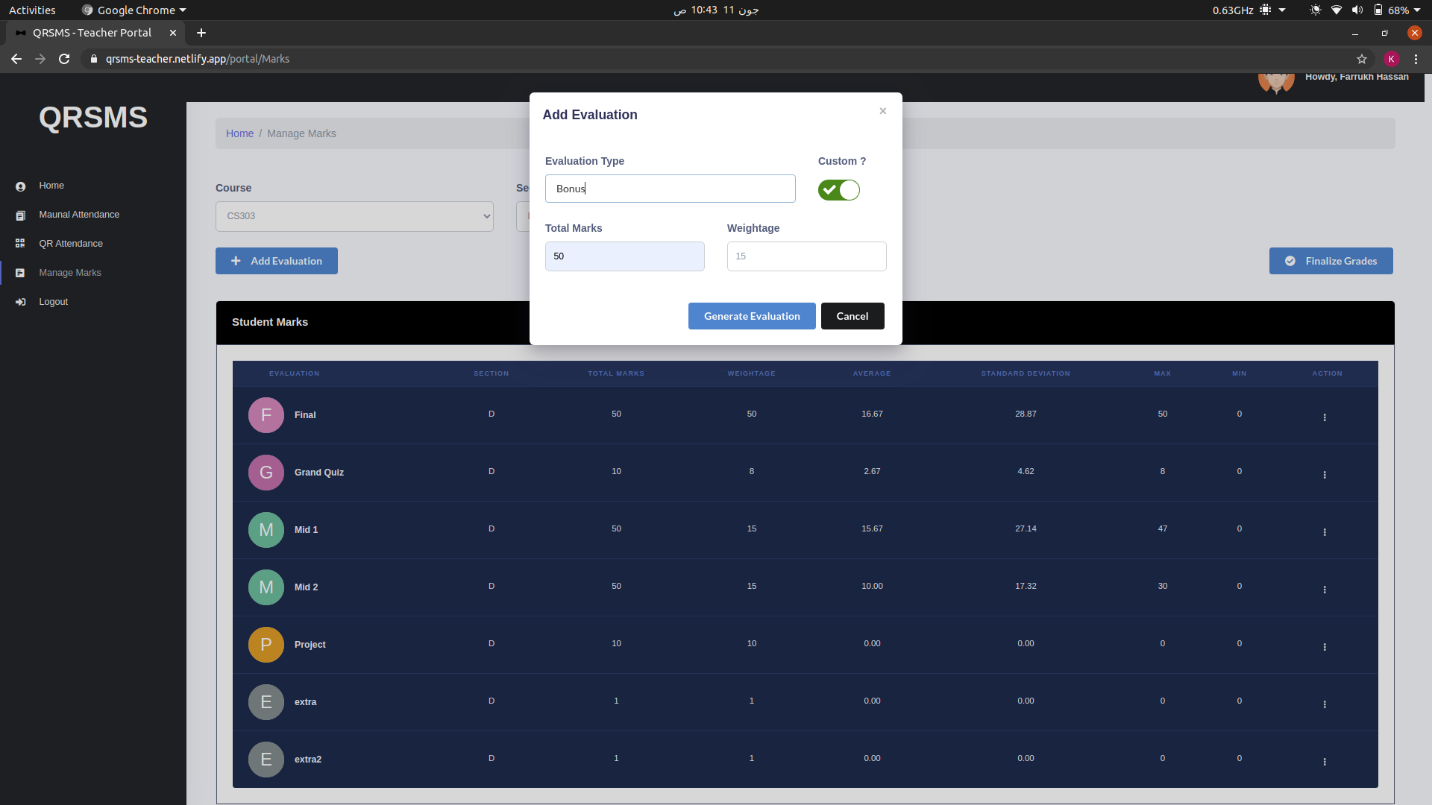 Activities
Google Chrome
جون 11 10:43 ص
0.63GHz
68%
QRSMS - Teacher Portal
qrsms-teacher.netlify.app/portal/Marks
K
Howdy, Farrukh Hassan
QRSMS
Home
Maunal Attendance
QR Attendance
Manage Marks
Logout
Home / Manage Marks
Course
Se
CS303
Add Evaluation
Finalize Grades
Add Evaluation
×
Evaluation Type
Custom ?
Bonus
Total Marks
Weightage
50
15
Generate Evaluation
Cancel
Student Marks
EVALUATION SECTION TOTAL MARKS WEIGHTAGE AVERAGE STANDARD DEVIATION MAX MIN ACTION
F Final D 50 50 16.67 28.87 50 0
G Grand Quiz D 10 8 2.67 4.62 8 0
M Mid 1 D 50 15 15.67 27.14 47 0
M Mid 2 D 50 15 10.00 17.32 30 0
P Project D 10 10 0.00 0.00 0 0
E extra D 1 1 0.00 0.00 0 0
E extra2 D 1 1 0.00 0.00 0 0